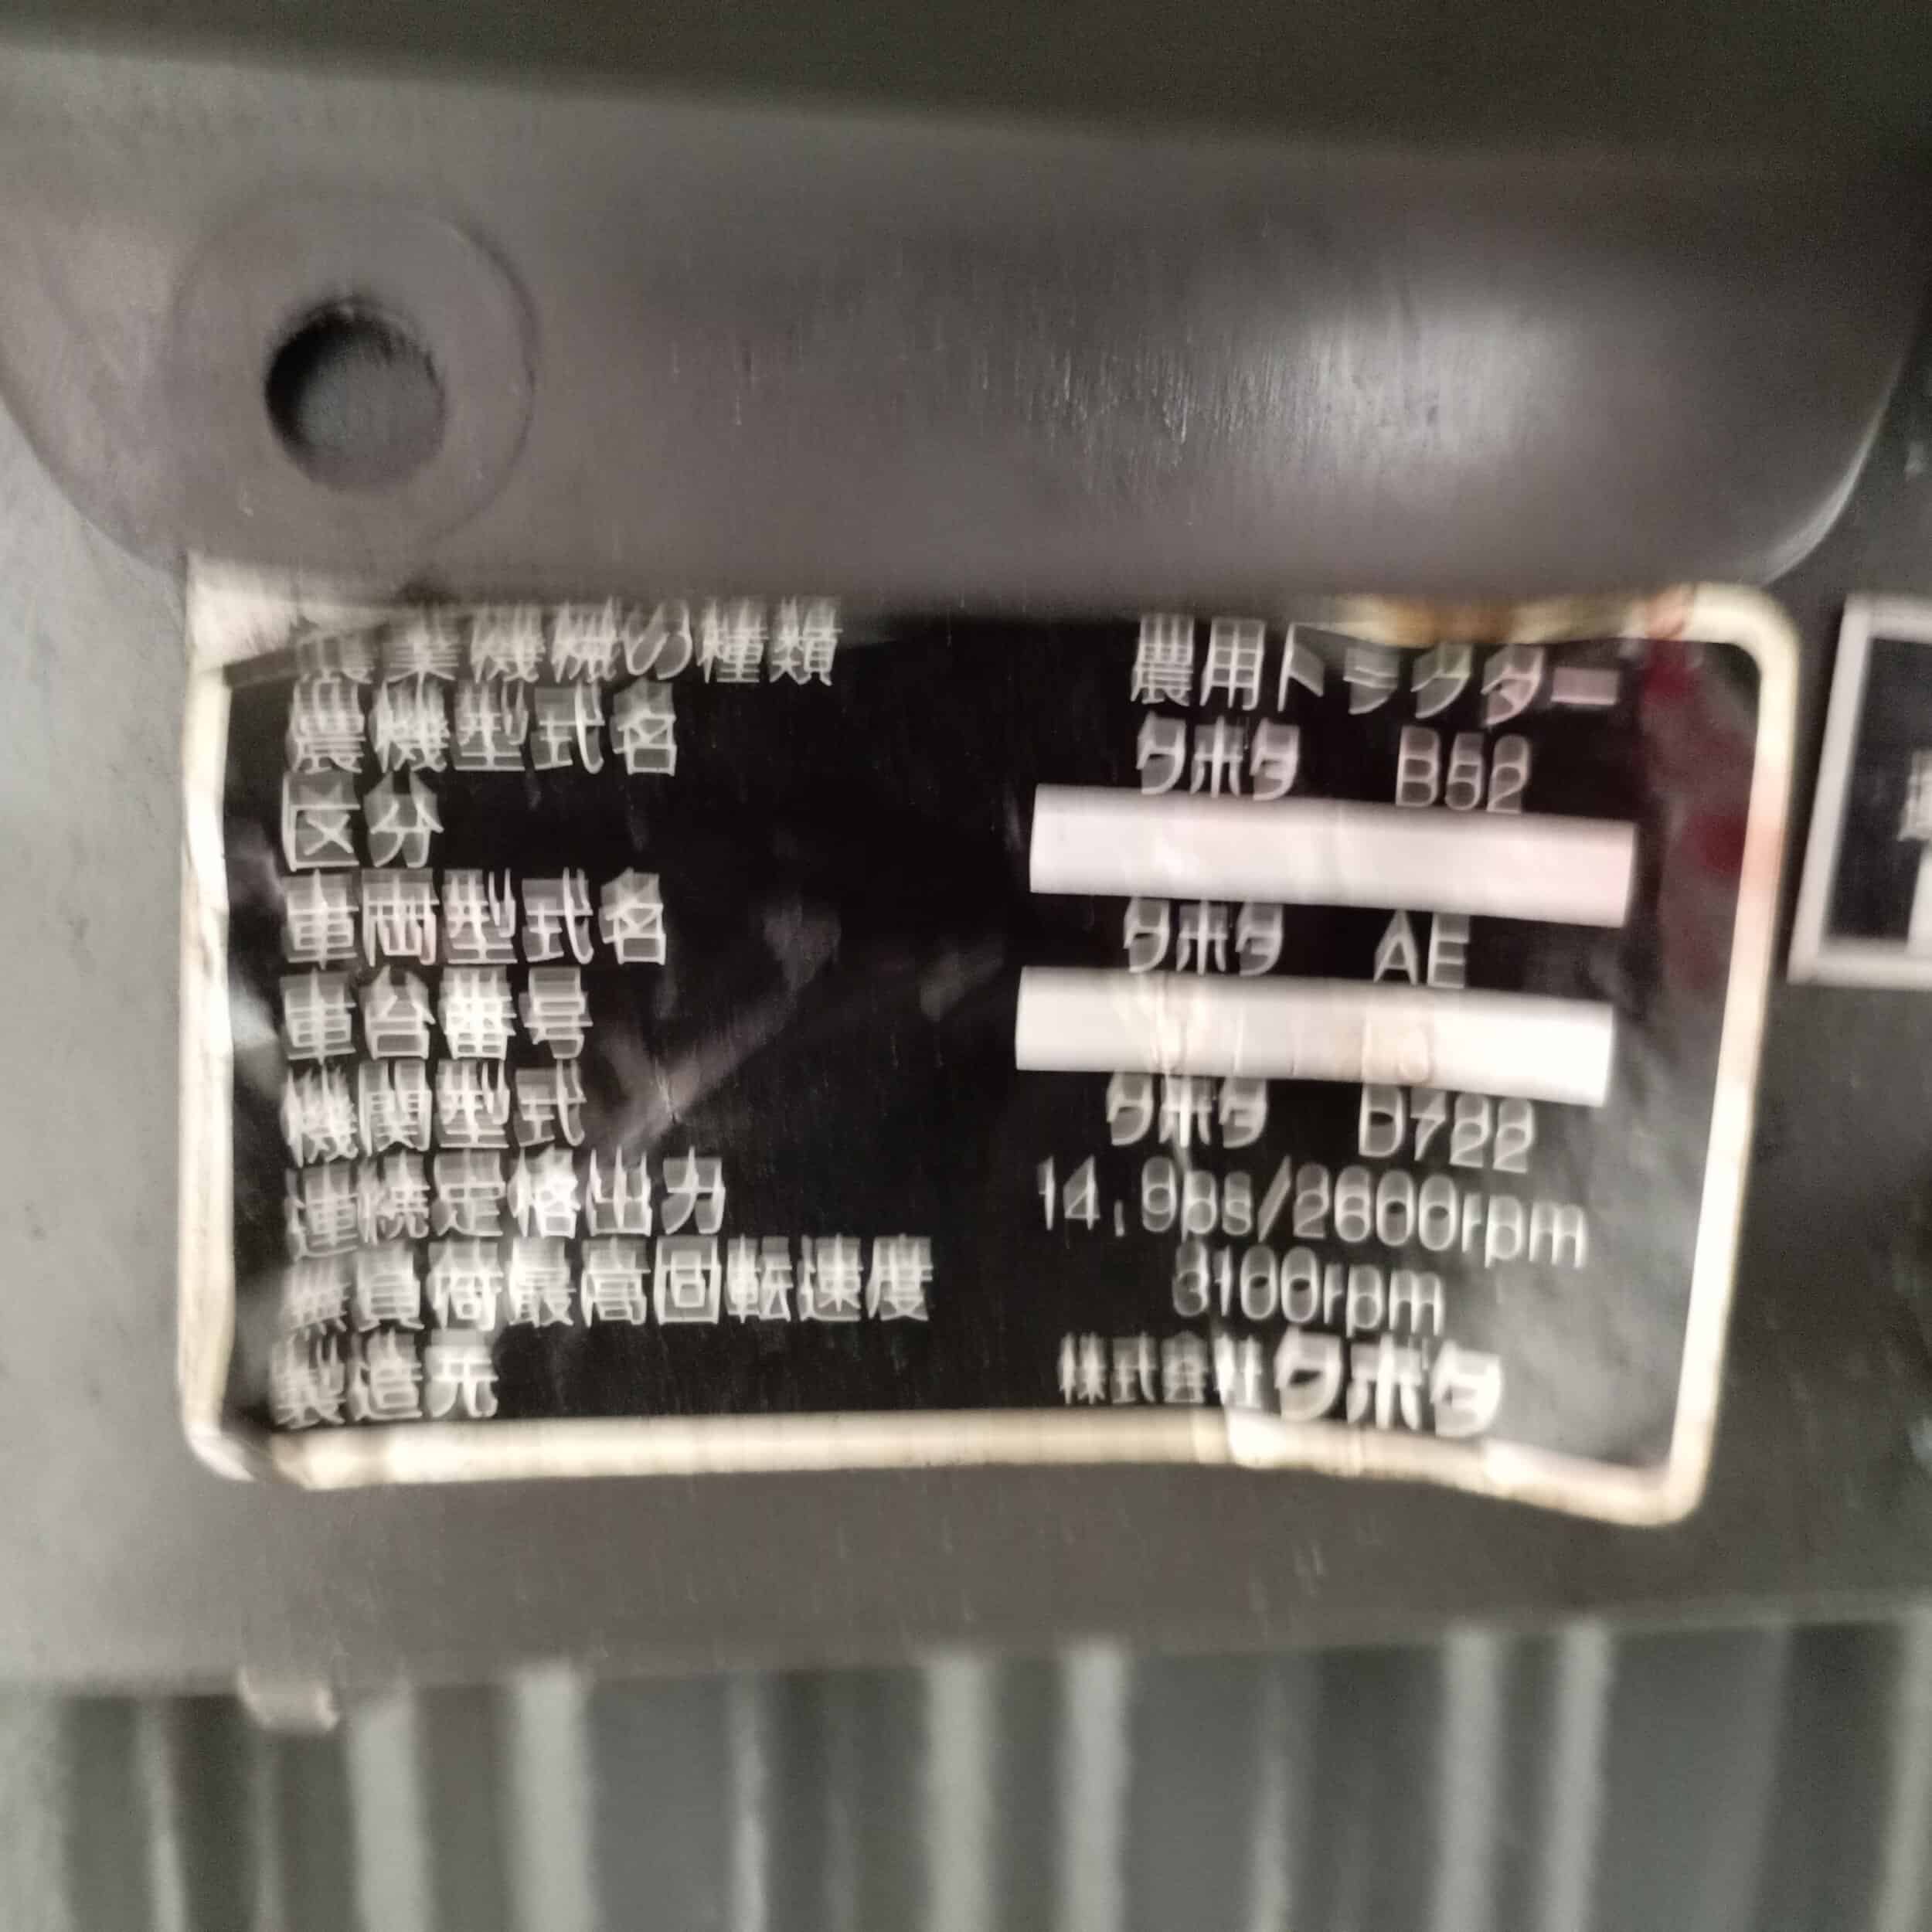 農業機械の種類 農用トラクター
農機型式名 クボタ B52
区分
車両型式名 クボタ AE
車台番号
機関型式 クボタ D722
連続定格出力 14.9ps/2600rpm
無負荷最高回転速度 3100rpm
製造元 株式会社クボタ